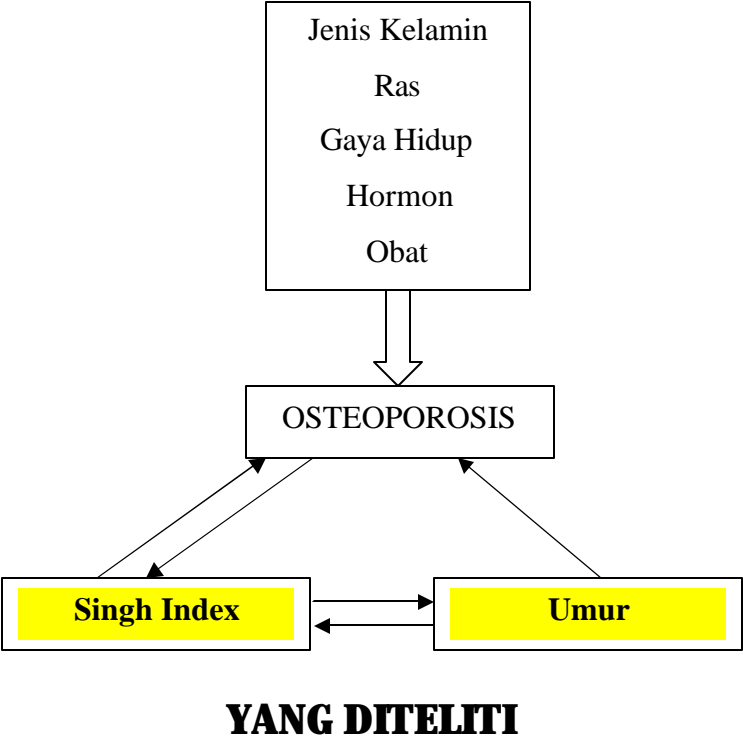 Jenis Kelamin
Ras
Gaya Hidup
Hormon
Obat
OSTEOPOROSIS
Singh Index
Umur
YANG DITELITI